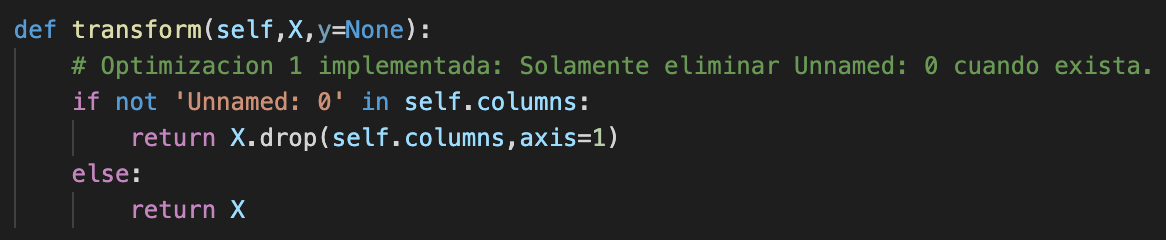 def transform(self,X,y=None):
    # Optimizacion 1 implementada: Solamente eliminar Unnamed: 0 cuando exista.
    if not 'Unnamed: 0' in self.columns:
        return X.drop(self.columns,axis=1)
    else:
        return X